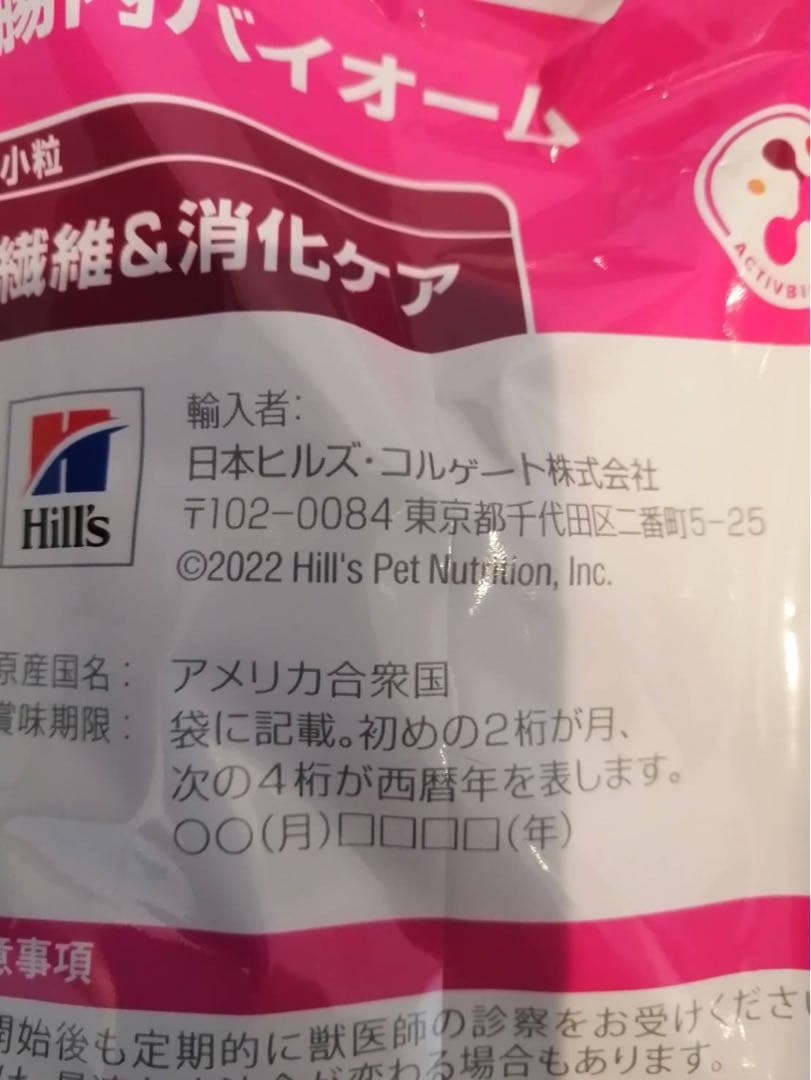 腸内バイオーム
小粒
繊維&消化ケア
ACTIVBI
Hill's
輸入者:
日本ヒルズ・コルゲート株式会社
〒102-0084 東京都千代田区二番町5-25
©2022 Hill's Pet Nutrition, Inc.
原産国名: アメリカ合衆国
賞味期限: 袋に記載。初めの2桁が月、
次の4桁が西暦年を表します。
○○(月)□□□□(年)
意事項
開始後も定期的に獣医師の診察をお受けくださ
が変わる場合もあります。